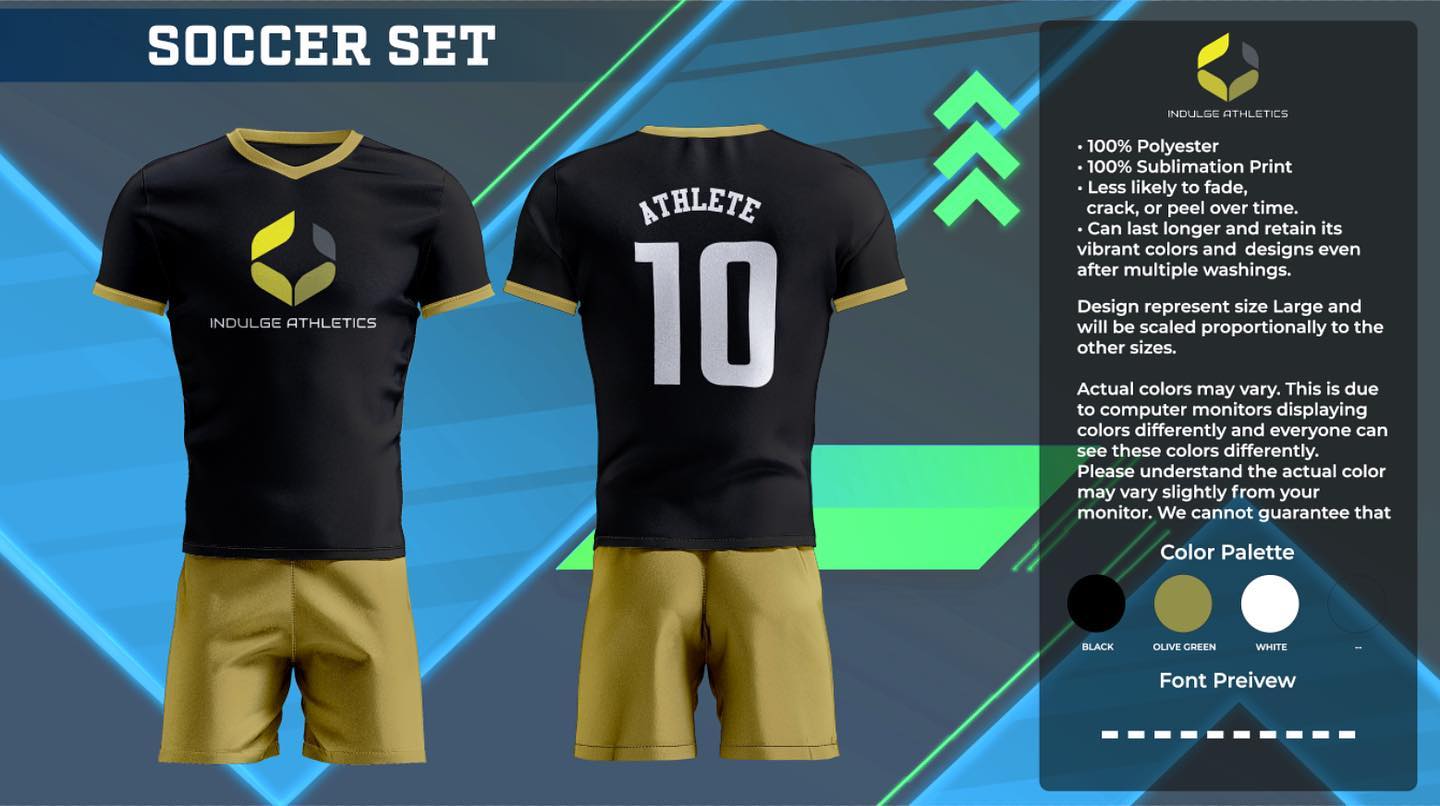 SOCCER SET
INDULGE ATHLETICS
ATHLETE
10
INDULGE ATHLETICS
• 100% Polyester
• 100% Sublimation Print
• Less likely to fade,
crack, or peel over time.
• Can last longer and retain its
vibrant colors and designs even
after multiple washings.
Design represent size Large and
will be scaled proportionally to the
other sizes.
Actual colors may vary. This is due
to computer monitors displaying
colors differently and everyone can
see these colors differently.
Please understand the actual color
may vary slightly from your
monitor. We cannot guarantee that
Color Palette
BLACK OLIVE GREEN WHITE --
Font Preivew